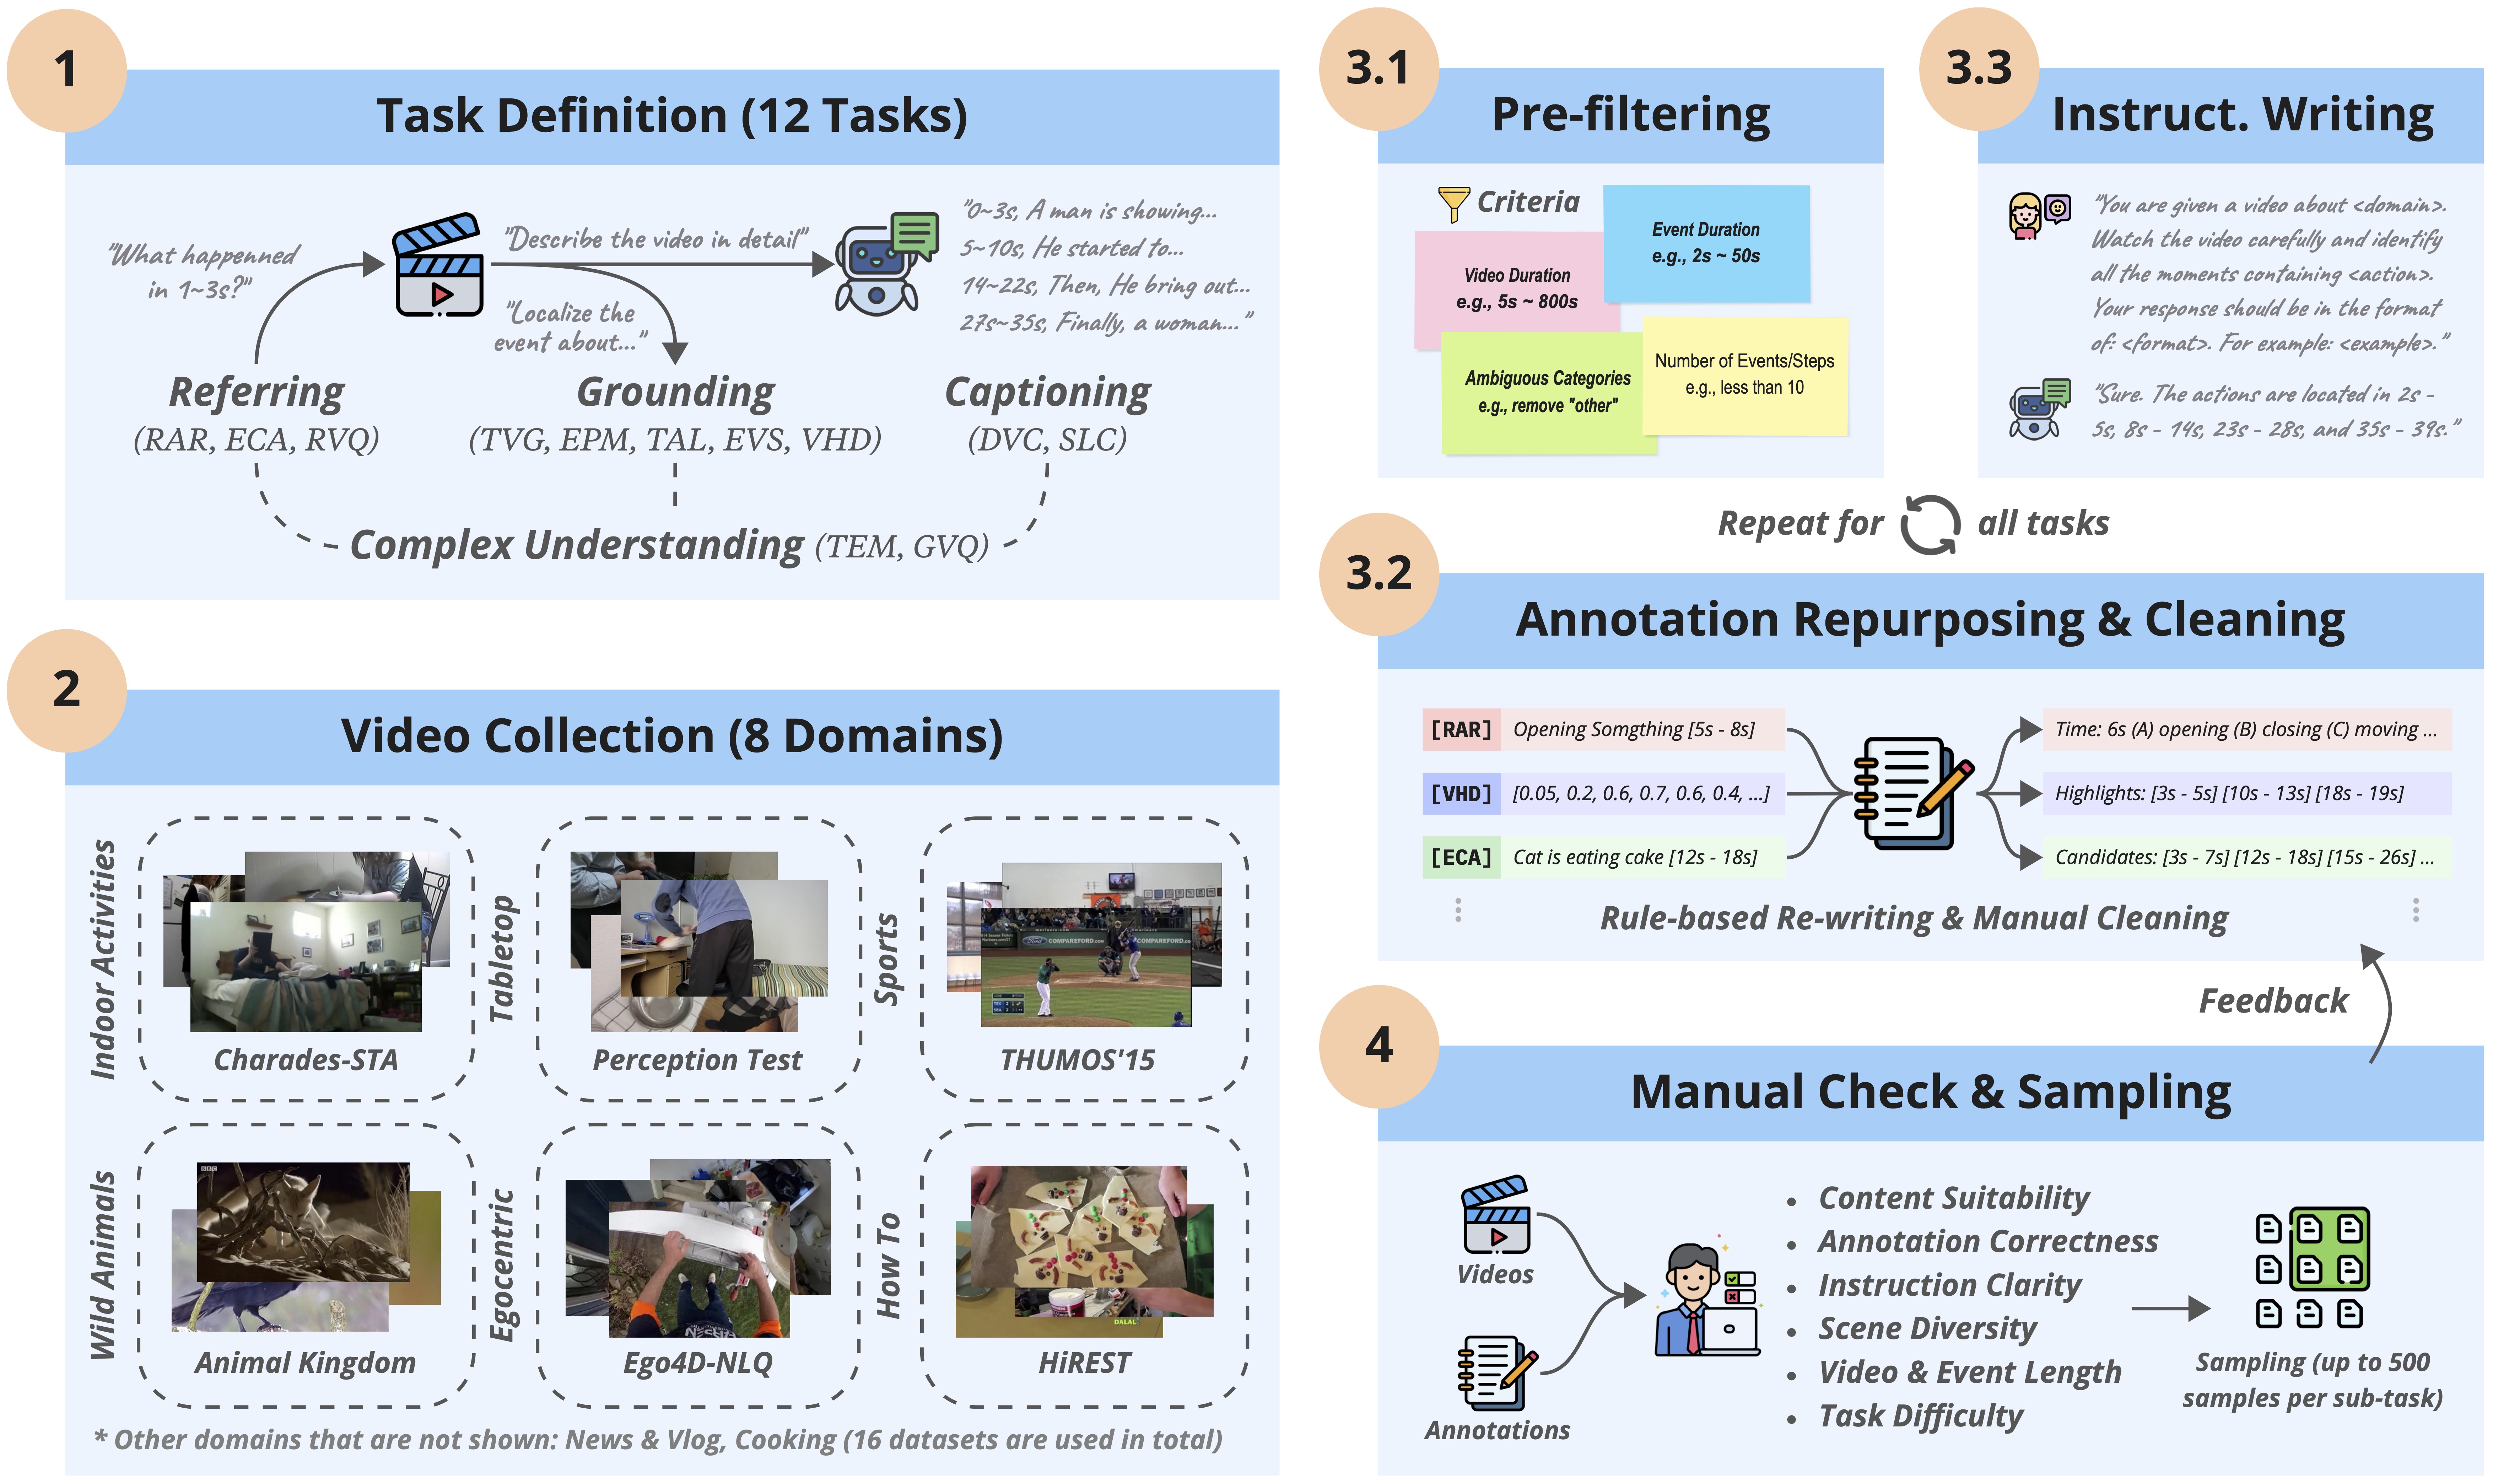 1
Task Definition (12 Tasks)
"What happenned
in 1~3s?"
"Describe the video in detail"
"Localize the
event about..."
"0~3s, A man is showing...
5~10s, He started to...
14~22s, Then, He bring out...
27s~35s, Finally, a woman..."
Referring
(RAR, ECA, RVQ)
Grounding
(TVG, EPM, TAL, EVS, VHD)
Captioning
(DVC, SLC)
Complex Understanding (TEM, GVQ)
2
Video Collection (8 Domains)
Indoor Activities
Charades-STA
Tabletop
Perception Test
Sports
COMPAREFORD.com
COMPAREFORD.com
THUMOS'15
Wild Animals
Animal Kingdom
Egocentric
Ego4D-NLQ
How To
DALAL
HiREST
* Other domains that are not shown: News & Vlog, Cooking (16 datasets are used in total)
3.1
Pre-filtering
Criteria
Video Duration
e.g., 5s ~ 800s
Event Duration
e.g., 2s ~ 50s
Ambiguous Categories
e.g., remove "other"
Number of Events/Steps
e.g., less than 10
3.3
Instruct. Writing
"You are given a video about <domain>.
Watch the video carefully and identify
all the moments containing <action>.
Your response should be in the format
of: <format>. For example: <example>."
"Sure. The actions are located in 2s -
5s, 8s - 14s, 23s - 28s, and 35s - 39s."
Repeat for all tasks
3.2
Annotation Repurposing & Cleaning
[RAR] Opening Somgthing [5s - 8s]
Time: 6s (A) opening (B) closing (C) moving ...
[VHD] [0.05, 0.2, 0.6, 0.7, 0.6, 0.4, ...]
Highlights: [3s - 5s] [10s - 13s] [18s - 19s]
[ECA] Cat is eating cake [12s - 18s]
Candidates: [3s - 7s] [12s - 18s] [15s - 26s] ...
Rule-based Re-writing & Manual Cleaning
Feedback
4
Manual Check & Sampling
Videos
Annotations
• Content Suitability
• Annotation Correctness
• Instruction Clarity
• Scene Diversity
• Video & Event Length
• Task Difficulty
Sampling (up to 500
samples per sub-task)